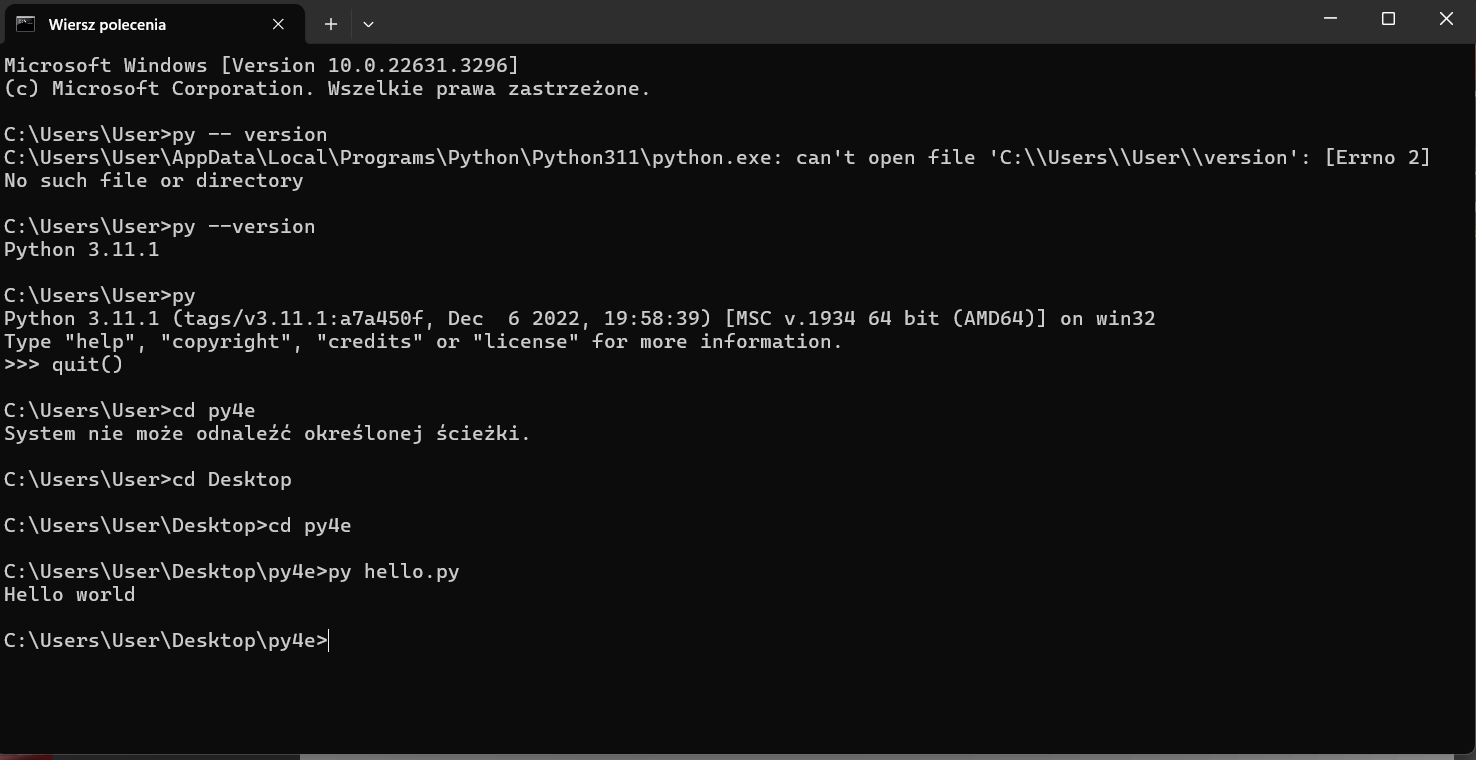 Wiersz polecenia
Microsoft Windows [Version 10.0.22631.3296]
(c) Microsoft Corporation. Wszelkie prawa zastrzeżone.
C:\Users\User>py -- version
C:\Users\User\AppData\Local\Programs\Python\Python311\python.exe: can't open file 'C:\\Users\\User\\version': [Errno 2]
No such file or directory
C:\Users\User>py --version
Python 3.11.1
C:\Users\User>py
Python 3.11.1 (tags/v3.11.1:a7a450f, Dec  6 2022, 19:58:39) [MSC v.1934 64 bit (AMD64)] on win32
Type "help", "copyright", "credits" or "license" for more information.
>>> quit()
C:\Users\User>cd py4e
System nie może odnaleźć określonej ścieżki.
C:\Users\User>cd Desktop
C:\Users\User\Desktop>cd py4e
C:\Users\User\Desktop\py4e>py hello.py
Hello world
C:\Users\User\Desktop\py4e>